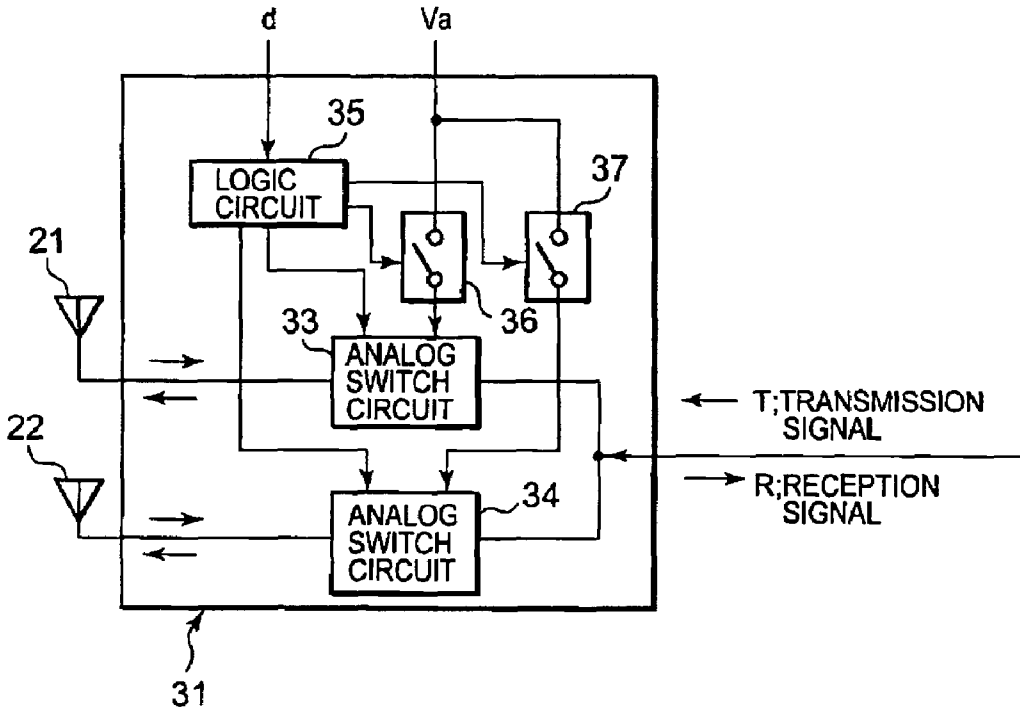 d
Va
35
LOGIC
CIRCUIT
37
21
36
33
ANALOG
SWITCH
CIRCUIT
T;TRANSMISSION
SIGNAL
22
R;RECEPTION
SIGNAL
34
ANALOG
SWITCH
CIRCUIT
31